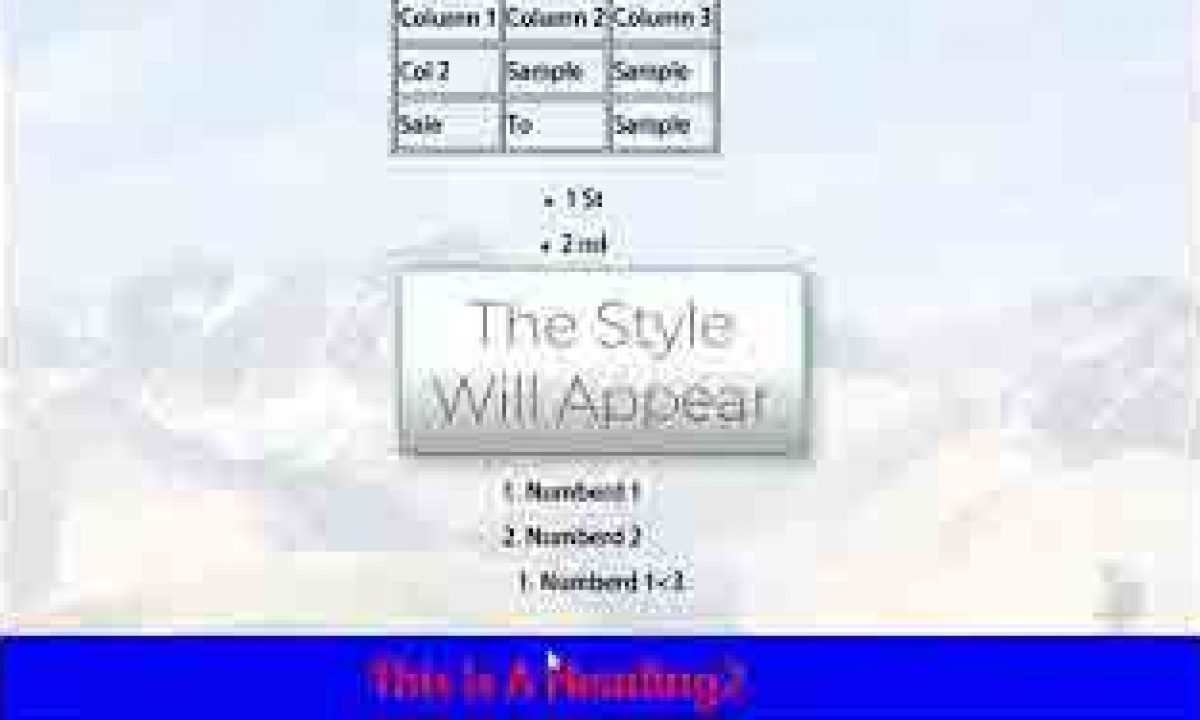 Column 1 Column 2 Column 3
Col 2 Sample Sample
Sale To Sample
• 1 St
• 2 nd
The Style
Will Appear
1. Numberd 1
2. Numberd 2
1. Numberd 1<3
This Is A Heading2